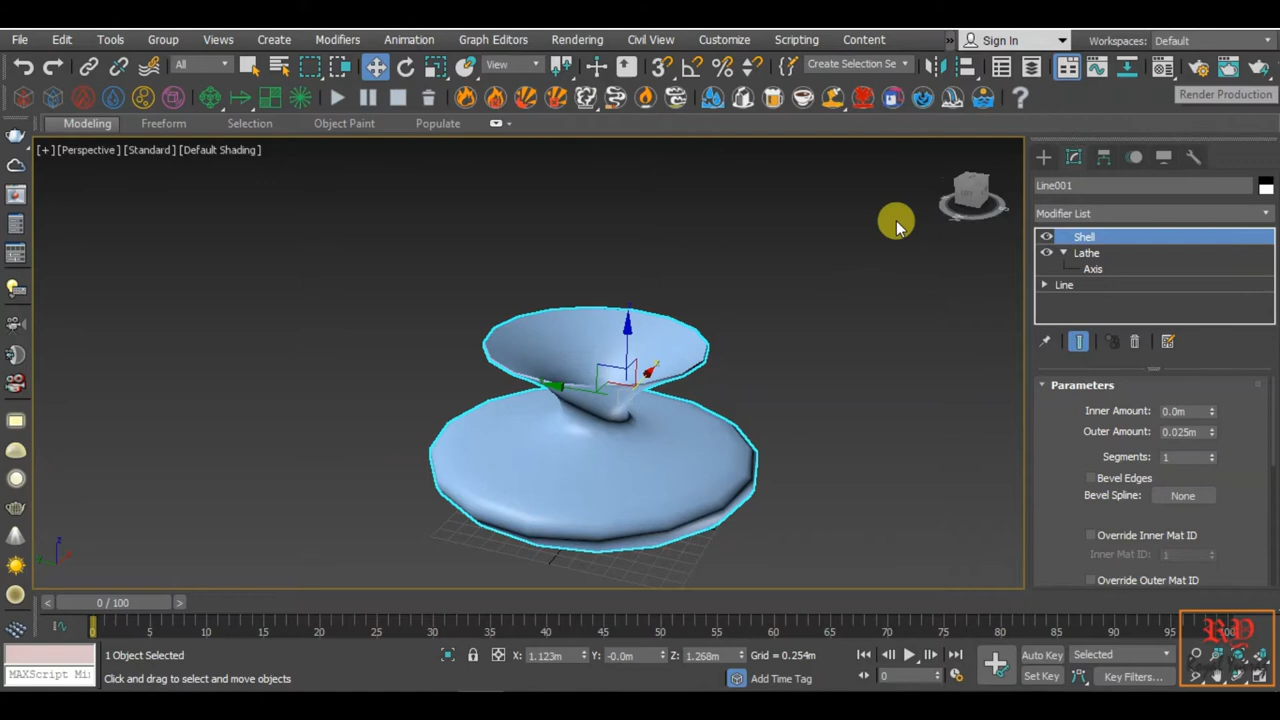 File Edit Tools Group Views Create Modifiers Animation Graph Editors Rendering Civil View Customize Scripting Content » Sign In Workspaces: Default
All View Create Selection Se
Render Production
Modeling Freeform Selection Object Paint Populate
[+] [Perspective] [Standard] [Default Shading]
Line001
Modifier List
Shell
Lathe
Axis
Line
Parameters
Inner Amount: 0.0m
Outer Amount: 0.025m
Segments: 1
Bevel Edges
Bevel Spline: None
Override Inner Mat ID
Inner Mat ID: 1
Override Outer Mat ID
z
< 0 / 100 >
0 5 10 15 20 25 30 35 40 45 50 55 60 65 70 75 80 85 90 95 100
RP
1 Object Selected X: 1.123m Y: -0.0m Z: 1.268m Grid = 0.254m Auto Key Selected
MAXScript Mi Click and drag to select and move objects Add Time Tag 0 Set Key Key Filters...